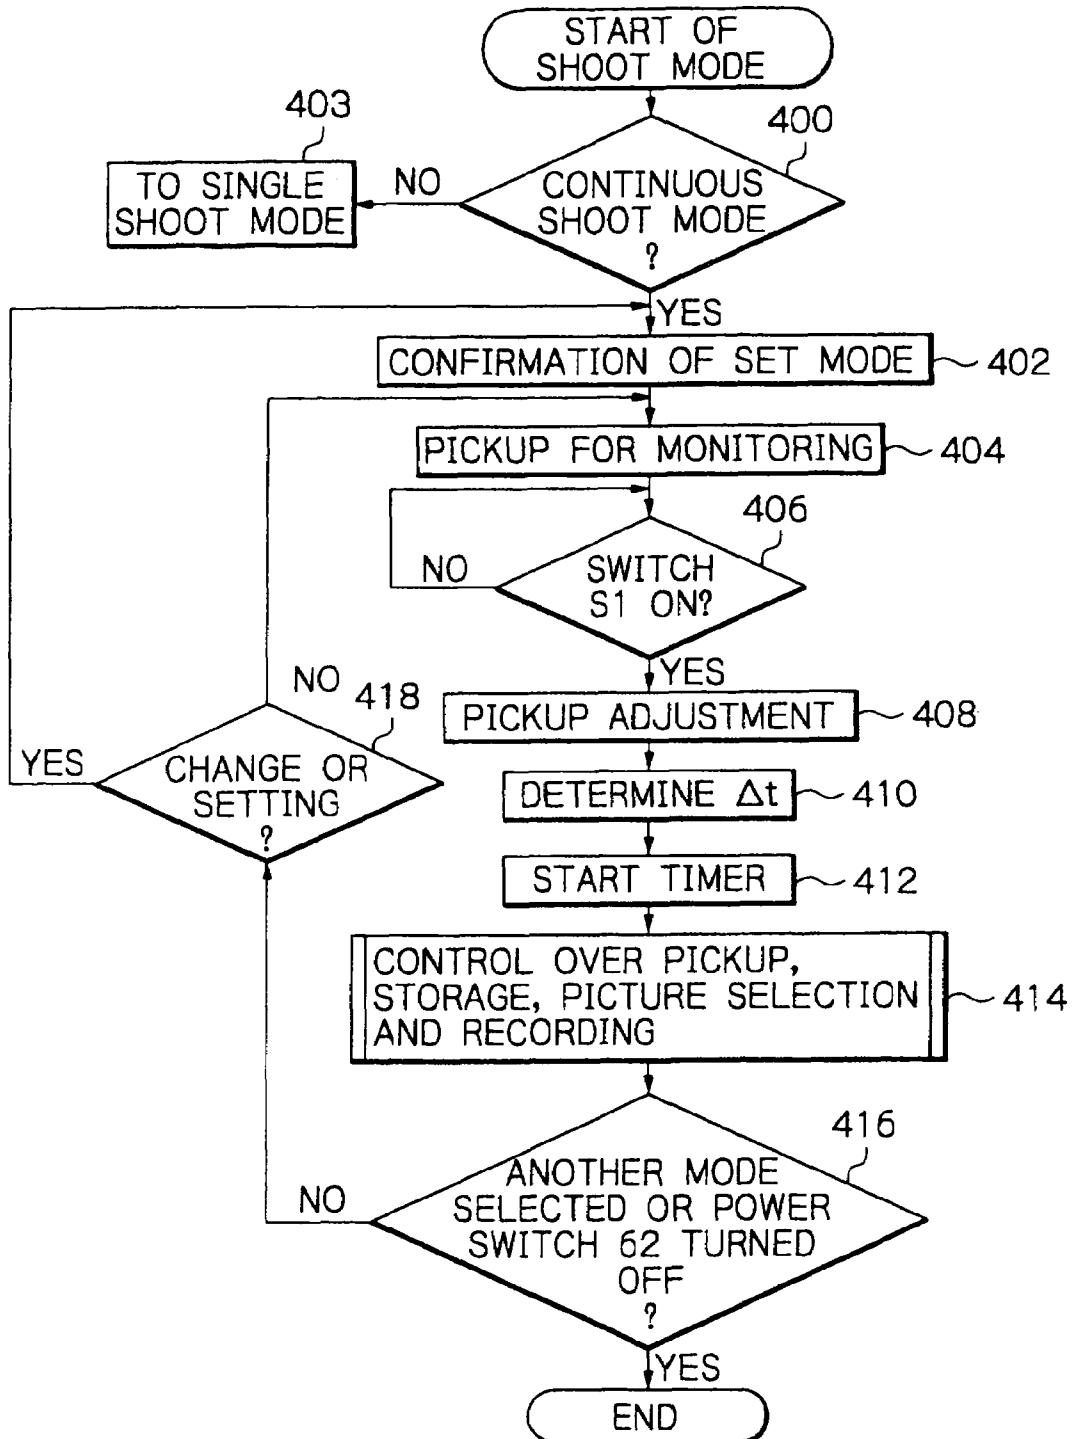 START OF
SHOOT MODE
400
403
CONTINUOUS
SHOOT MODE
?
NO
TO SINGLE
SHOOT MODE
YES
CONFIRMATION OF SET MODE
402
PICKUP FOR MONITORING
404
406
SWITCH
S1 ON?
NO
YES
PICKUP ADJUSTMENT
408
DETERMINE Δt
410
START TIMER
412
CONTROL OVER PICKUP,
STORAGE, PICTURE SELECTION
AND RECORDING
414
416
ANOTHER MODE
SELECTED OR POWER
SWITCH 62 TURNED
OFF
?
NO
418
CHANGE OR
SETTING
?
NO
YES
YES
END